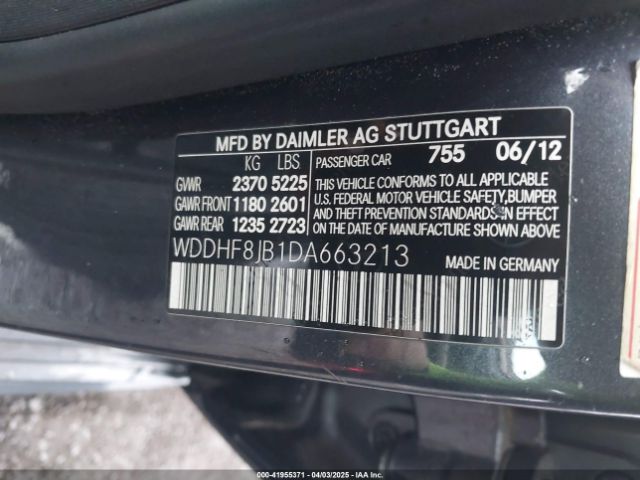 MFD BY DAIMLER AG STUTTGART
KG LBS PASSENGER CAR 755 06/12
GVWR 2370 5225
GAWR FRONT 1180 2601
GAWR REAR 1235 2723
THIS VEHICLE CONFORMS TO ALL APPLICABLE
U.S. FEDERAL MOTOR VEHICLE SAFETY,BUMPER
AND THEFT PREVENTION STANDARDS IN EFFECT
ON THE DATE OF MANUFACTURE SHOWN ABOVE.
WDDHF8JB1DA663213
MADE IN GERMANY
000-41955371 - 04/03/2025 - IAAI.COM